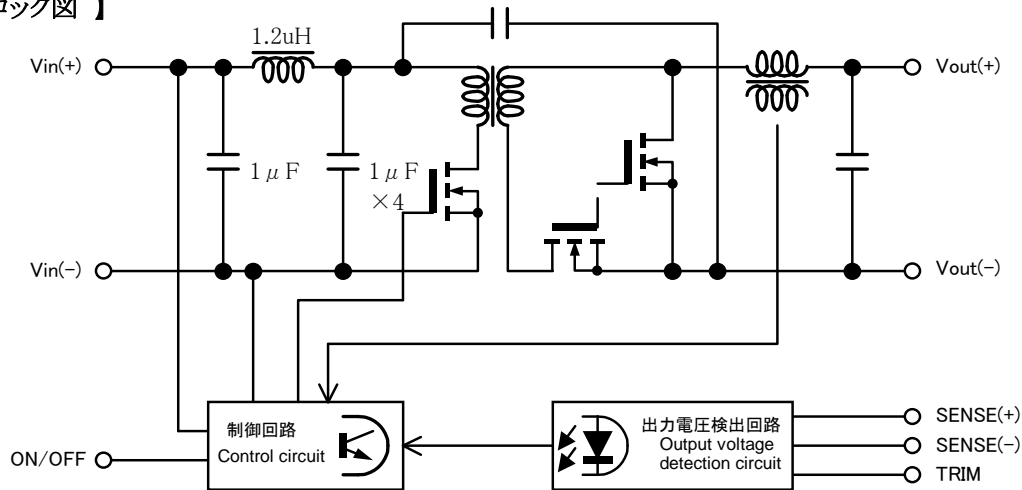 ロック図 】
1.2uH
Vin(+)
Vout(+)
1μF
1μF
×4
Vin(-)
Vout(-)
制御回路
Control circuit
出力電圧検出回路
Output voltage
detection circuit
SENSE(+)
SENSE(-)
TRIM
ON/OFF